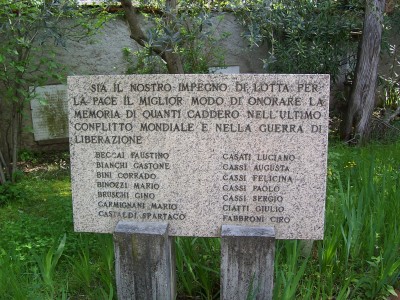 SIA IL NOSTRO IMPEGNO DI LOTTA PER
LA PACE IL MIGLIOR MODO DI ONORARE LA
MEMORIA DI QUANTI CADDERO NELL'ULTIMO
CONFLITTO MONDIALE E NELLA GUERRA DI
LIBERAZIONE
BECCAI FAUSTINO
BIANCHI GASTONE
BINI CORRADO
BINOZZI MARIO
BRUSCHI GINO
CARMIGNANI MARIO
CASTALDI SPARTACO
CASATI LUCIANO
CASSI AUGUSTA
CASSI FELICINA
CASSI PAOLO
CASSI SERGIO
CIATTI GIULIO
FABBRONI CIRO